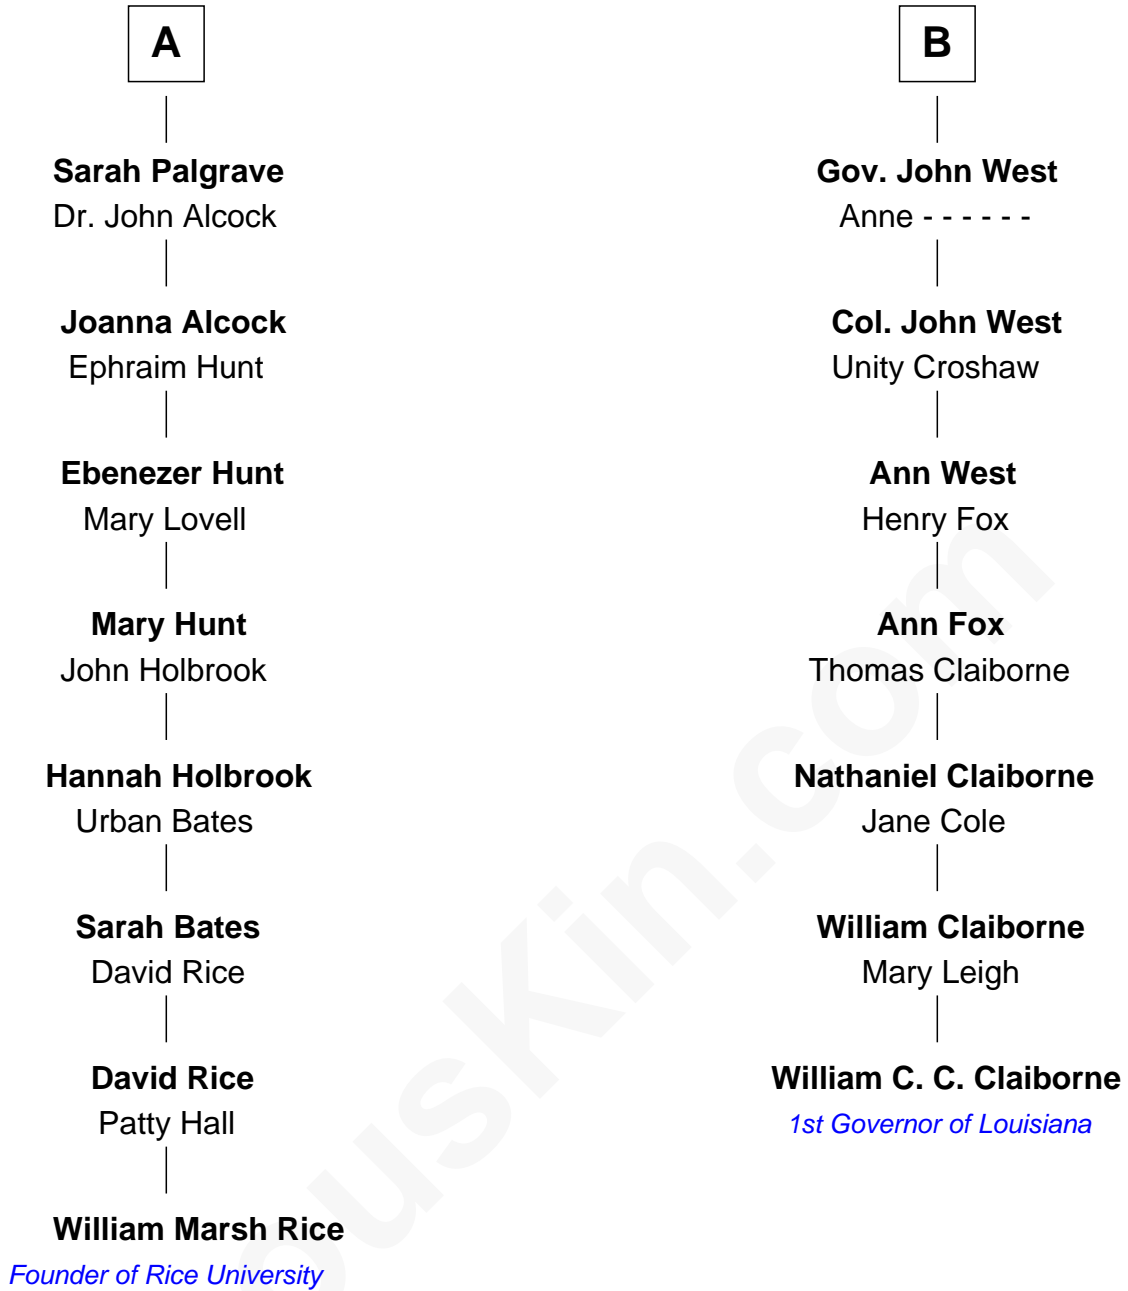 A
Sarah Palgrave
Dr. John Alcock
Joanna Alcock
Ephraim Hunt
Ebenezer Hunt
Mary Lovell
Mary Hunt
John Holbrook
Hannah Holbrook
Urban Bates
Sarah Bates
David Rice
David Rice
Patty Hall
William Marsh Rice
Founder of Rice University
B
Gov. John West
Anne - - - - - -
Col. John West
Unity Croshaw
Ann West
Henry Fox
Ann Fox
Thomas Claiborne
Nathaniel Claiborne
Jane Cole
William Claiborne
Mary Leigh
William C. C. Claiborne
1st Governor of Louisiana
ousKin.com